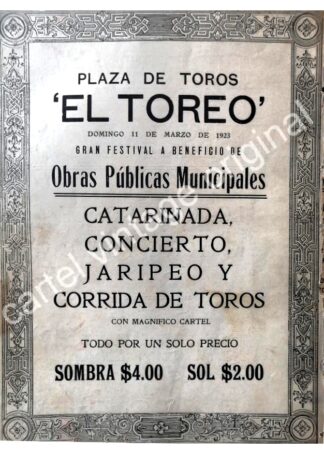 PLAZA DE TOROS
'EL TOREO'
DOMINGO 11 DE MARZO DE 1923
GRAN FESTIVAL A BENEFICIO DE
Obras Públicas Municipales
CATARINADA,
CONCIERTO,
JARIPEO Y
CORRIDA DE TOROS
CON MAGNIFICO CARTEL
TODO POR UN SOLO PRECIO
SOMBRA $4.00 SOL $2.00
cartel vintage original